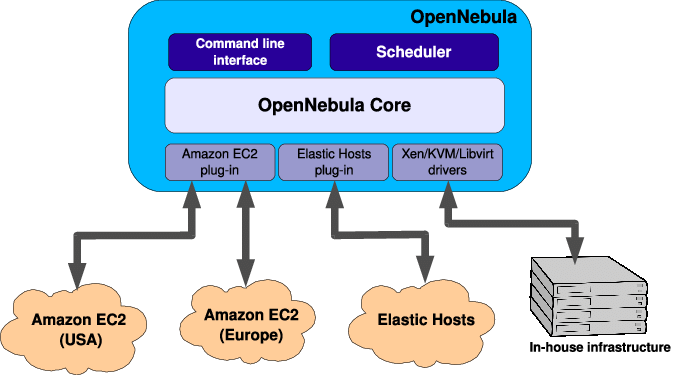 OpenNebula
Command line
interface
Scheduler
OpenNebula Core
Amazon EC2
plug-in
Elastic Hosts
plug-in
Xen/KVM/Libvirt
drivers
Amazon EC2
(USA)
Amazon EC2
(Europe)
Elastic Hosts
In-house infrastructure